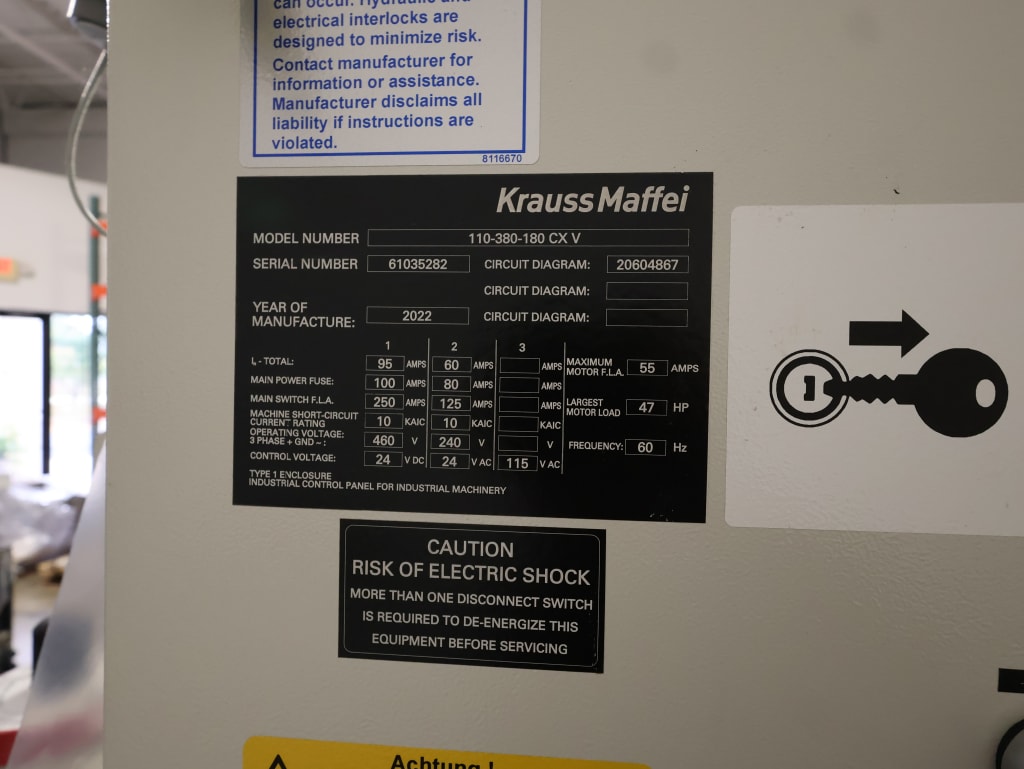 can occur. Hydraulic and
electrical interlocks are
designed to minimize risk.
Contact manufacturer for
information or assistance.
Manufacturer disclaims all
liability if instructions are
violated.
8116670
Krauss Maffei
MODEL NUMBER 110-380-180 CX V
SERIAL NUMBER 61035282 CIRCUIT DIAGRAM: 20604867
CIRCUIT DIAGRAM:
YEAR OF
MANUFACTURE: 2022 CIRCUIT DIAGRAM:
1 2 3
I - TOTAL: 95 AMPS 60 AMPS AMPS
MAIN POWER FUSE: 100 AMPS 80 AMPS AMPS
MAIN SWITCH F.L.A. 250 AMPS 125 AMPS AMPS
MACHINE SHORT-CIRCUIT
CURRENT RATING 10 KAIC 10 KAIC KAIC
OPERATING VOLTAGE:
3 PHASE + GND ~ : 460 V 240 V V
CONTROL VOLTAGE: 24 V DC 24 V AC 115 V AC
MAXIMUM
MOTOR F.L.A. 55 AMPS
LARGEST
MOTOR LOAD 47 HP
FREQUENCY: 60 Hz
TYPE 1 ENCLOSURE
INDUSTRIAL CONTROL PANEL FOR INDUSTRIAL MACHINERY
CAUTION
RISK OF ELECTRIC SHOCK
MORE THAN ONE DISCONNECT SWITCH
IS REQUIRED TO DE-ENERGIZE THIS
EQUIPMENT BEFORE SERVICING
Achtung !